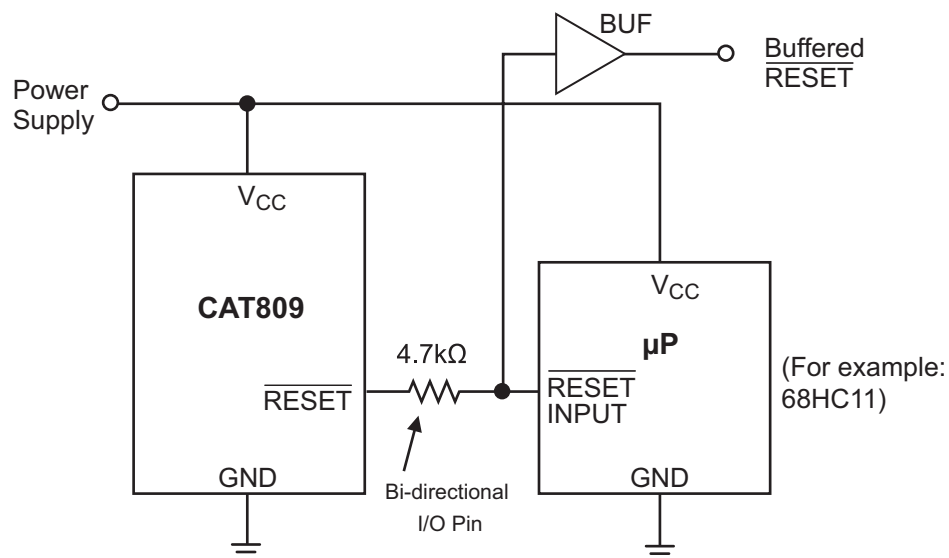 BUF
Buffered
RESET
Power
Supply
VCC
CAT809
RESET
GND
4.7kΩ
Bi-directional
I/O Pin
VCC
µP
RESET
INPUT
GND
(For example:
68HC11)